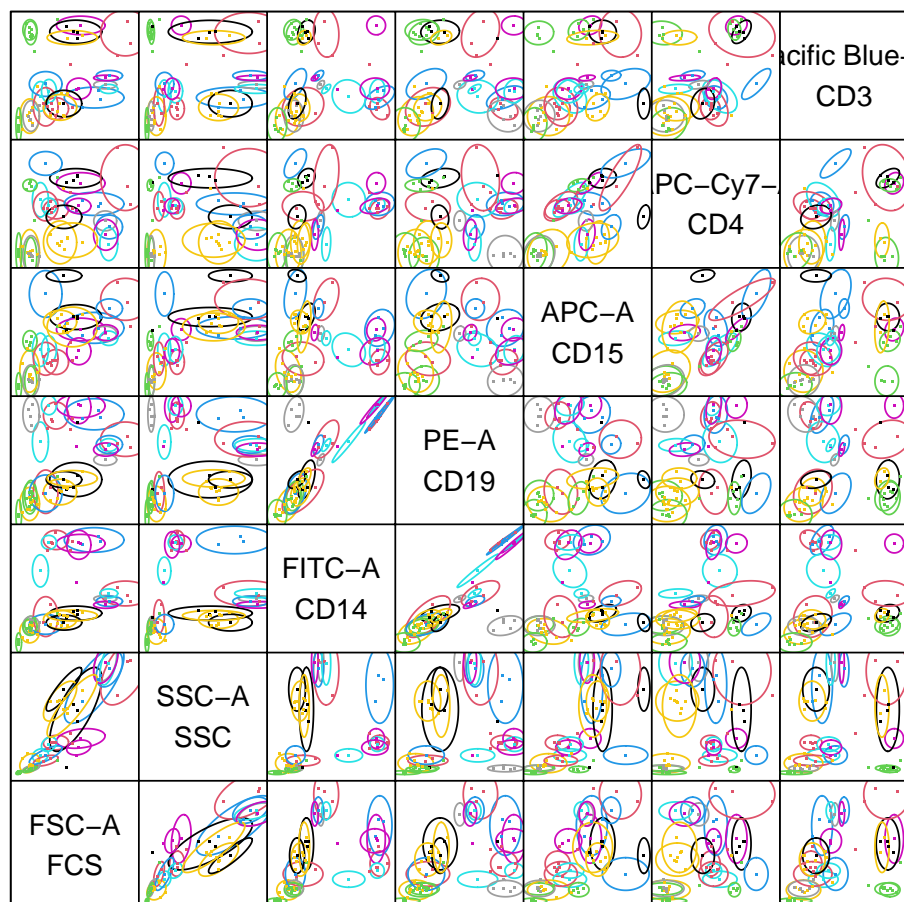 acific Blue−
CD3
APC−Cy7−A
CD4
APC−A
CD15
PE−A
CD19
FITC−A
CD14
SSC−A
SSC
FSC−A
FCS